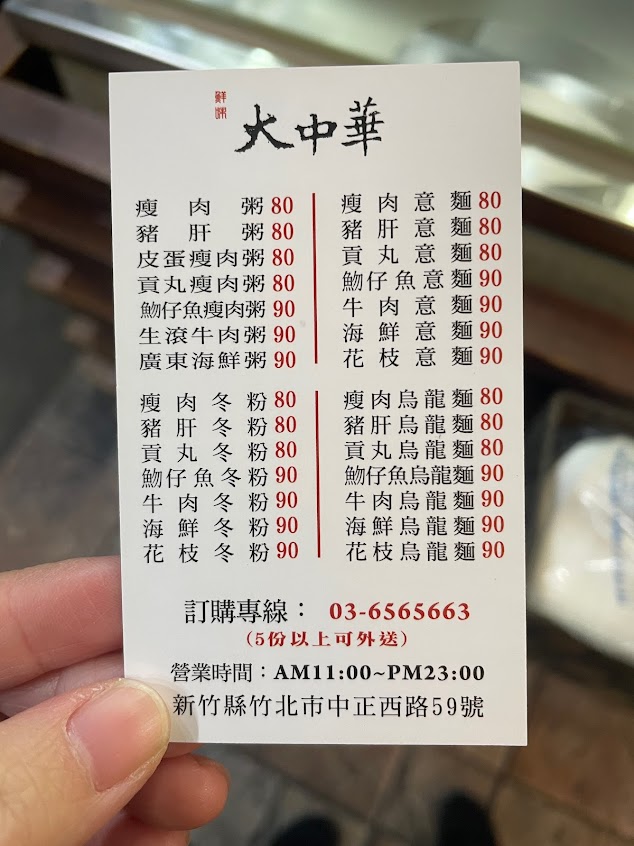 鮮味
大中華
瘦肉粥 80
豬肝粥 80
皮蛋瘦肉粥 80
貢丸瘦肉粥 80
魩仔魚瘦肉粥 90
生滾牛肉粥 90
廣東海鮮粥 90
瘦肉意麵 80
豬肝意麵 80
貢丸意麵 80
魩仔魚意麵 90
牛肉意麵 90
海鮮意麵 90
花枝意麵 90
瘦肉冬粉 80
豬肝冬粉 80
貢丸冬粉 80
魩仔魚冬粉 90
牛肉冬粉 90
海鮮冬粉 90
花枝冬粉 90
瘦肉烏龍麵 80
豬肝烏龍麵 80
貢丸烏龍麵 80
魩仔魚烏龍麵 90
牛肉烏龍麵 90
海鮮烏龍麵 90
花枝烏龍麵 90
訂購專線： 03-6565663
(5份以上可外送)
營業時間：AM11:00~PM23:00
新竹縣竹北市中正西路59號